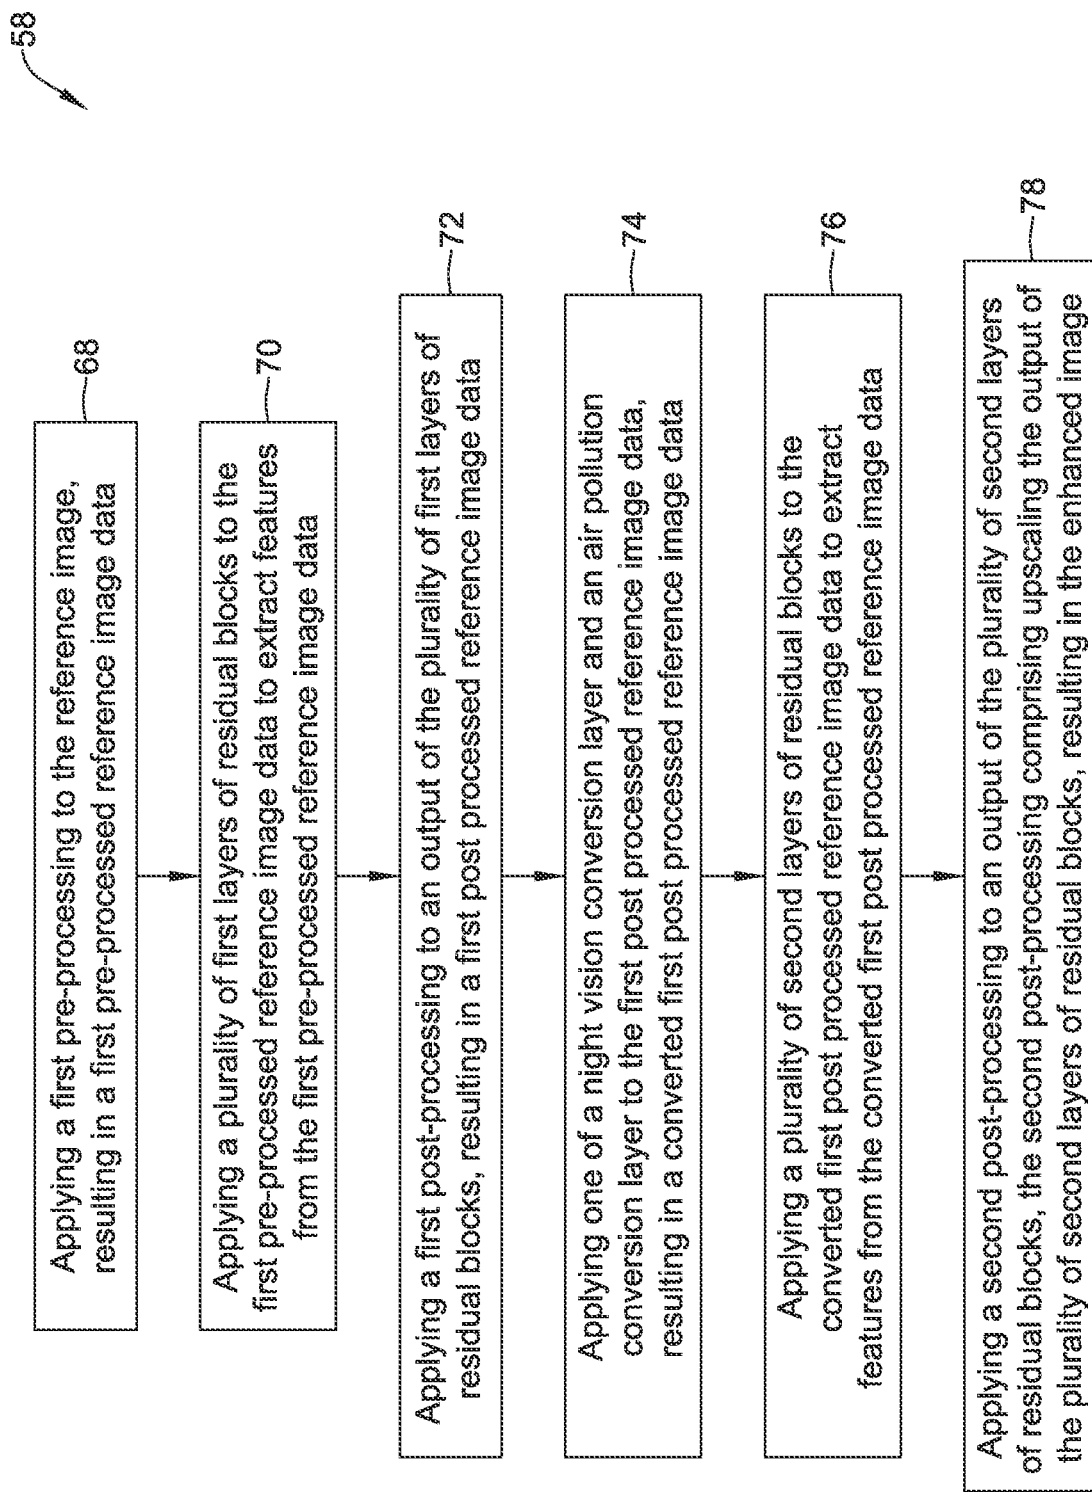 58
Applying a first pre-processing to the reference image,
resulting in a first pre-processed reference image data
68
Applying a plurality of first layers of residual blocks to the
first pre-processed reference image data to extract features
from the first pre-processed reference image data
70
Applying a first post-processing to an output of the plurality of first layers of
residual blocks, resulting in a first post processed reference image data
72
Applying one of a night vision conversion layer and an air pollution
conversion layer to the first post processed reference image data,
resulting in a converted first post processed reference image data
74
Applying a plurality of second layers of residual blocks to the
converted first post processed reference image data to extract
features from the converted first post processed reference image data
76
Applying a second post-processing to an output of the plurality of second layers
of residual blocks, the second post-processing comprising upscaling the output of
the plurality of second layers of residual blocks, resulting in the enhanced image
78